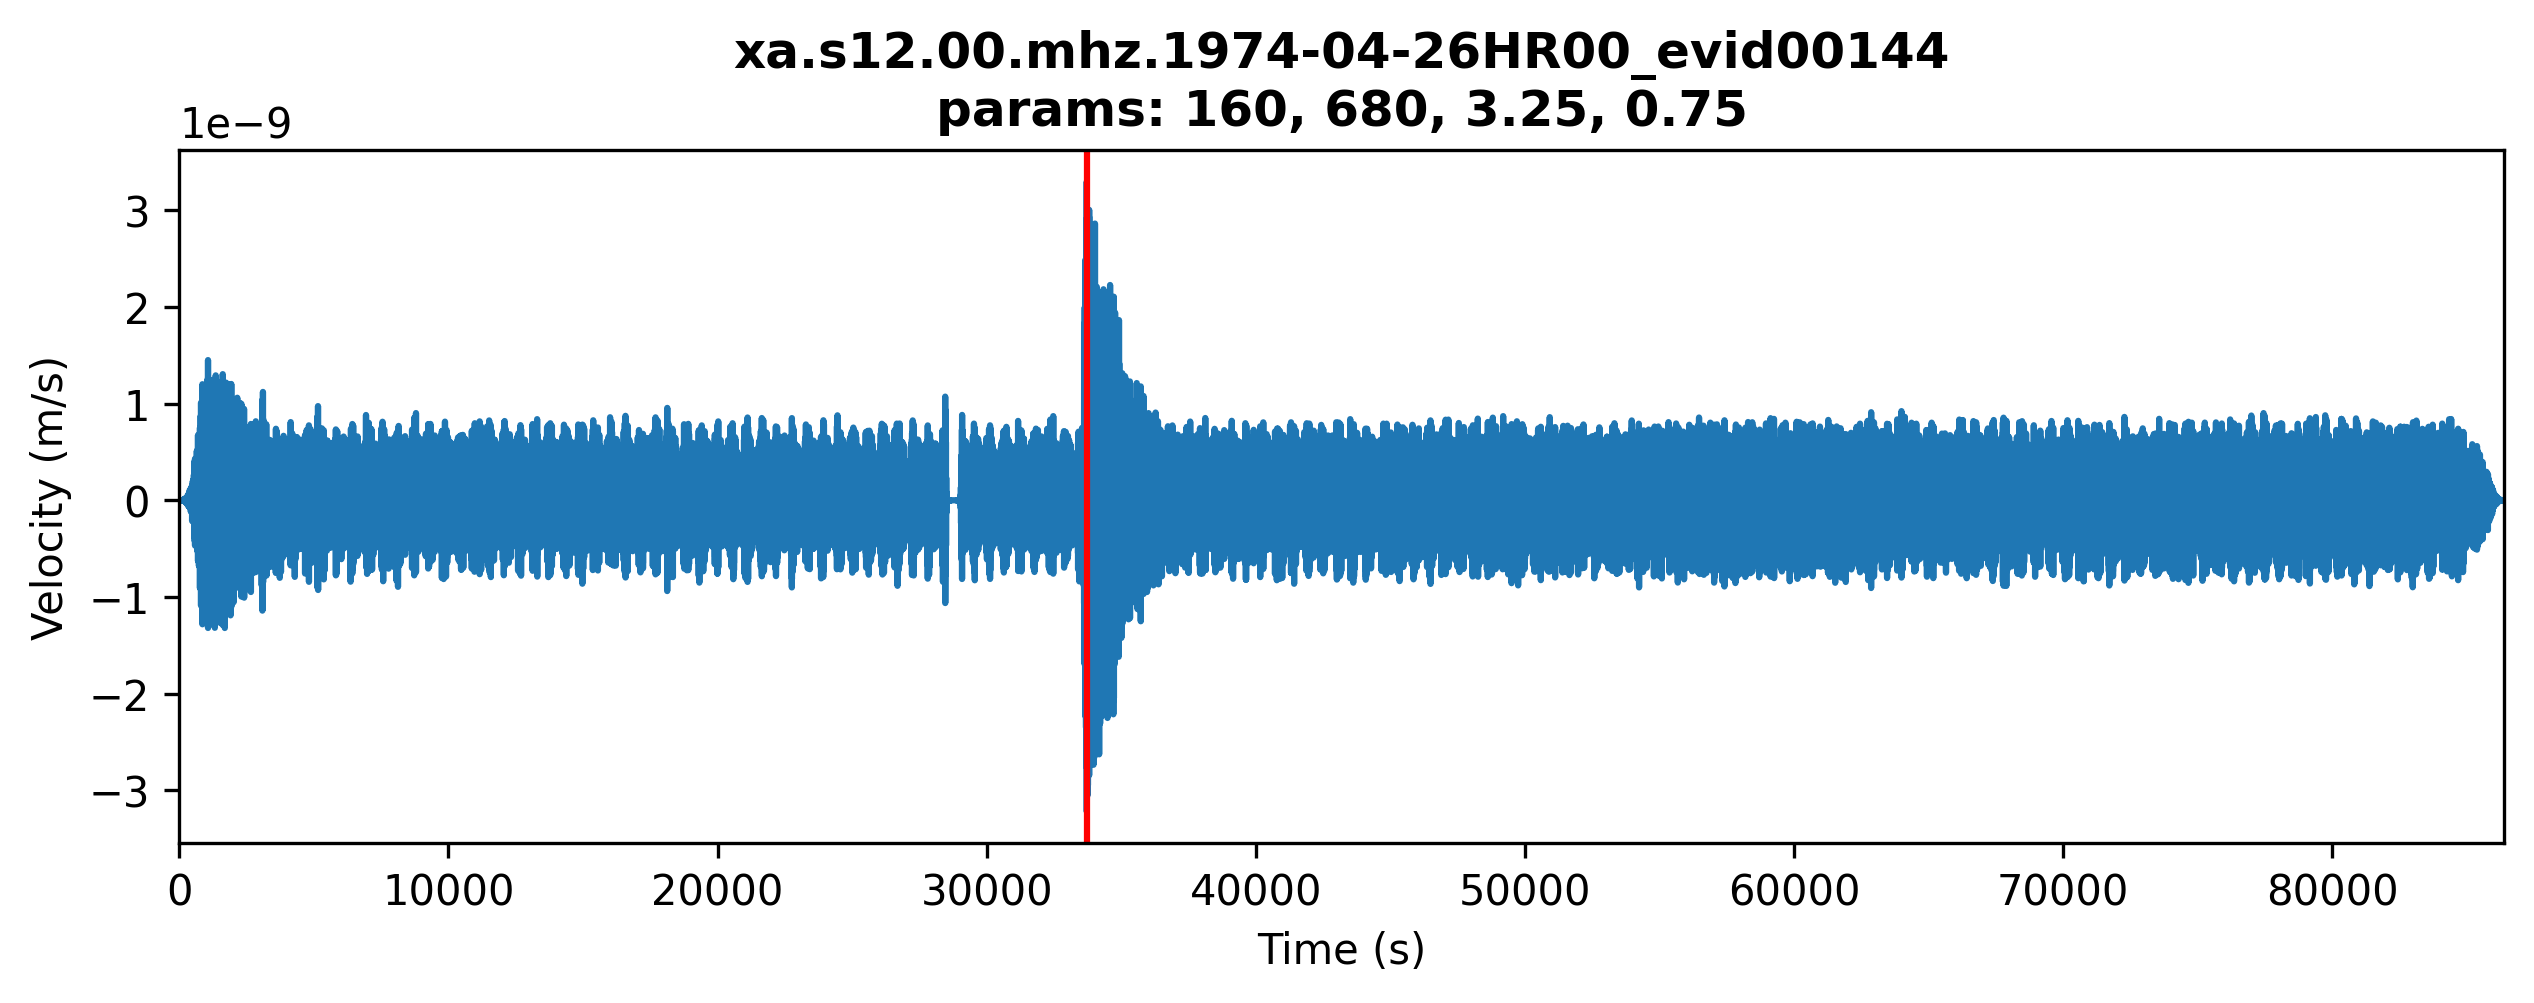 xa.s12.00.mhz.1974-04-26HR00_evid00144
params: 160, 680, 3.25, 0.75
1e−9
3
2
1
0
−1
−2
−3
Velocity (m/s)
0 10000 20000 30000 40000 50000 60000 70000 80000
Time (s)